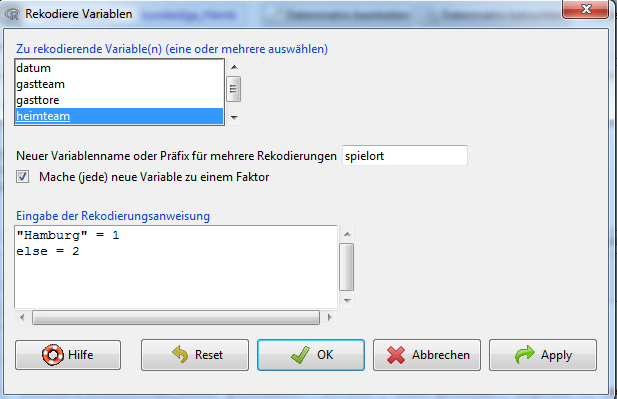 Rekodiere Variablen
Zu rekodierende Variable(n) (eine oder mehrere auswählen)
datum
gastteam
gasttore
heimteam
Neuer Variablenname oder Präfix für mehrere Rekodierungen spielort
Mache (jede) neue Variable zu einem Faktor
Eingabe der Rekodierungsanweisung
"Hamburg" = 1
else = 2
Hilfe Reset OK Abbrechen Apply